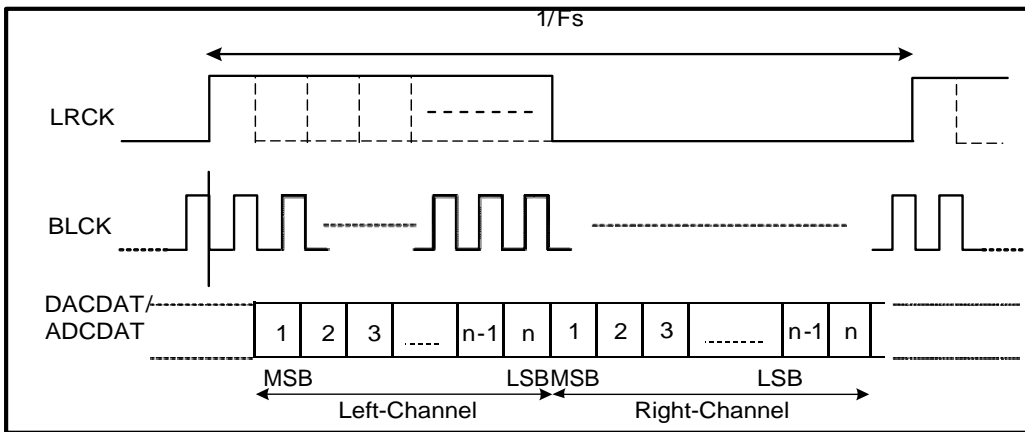 1/Fs
LRCK
BLCK
DACDAT/
ADCDAT
1 2 3 ..... n-1 n 1 2 3 ........ n-1 n
MSB LSB MSB LSB
Left-Channel Right-Channel